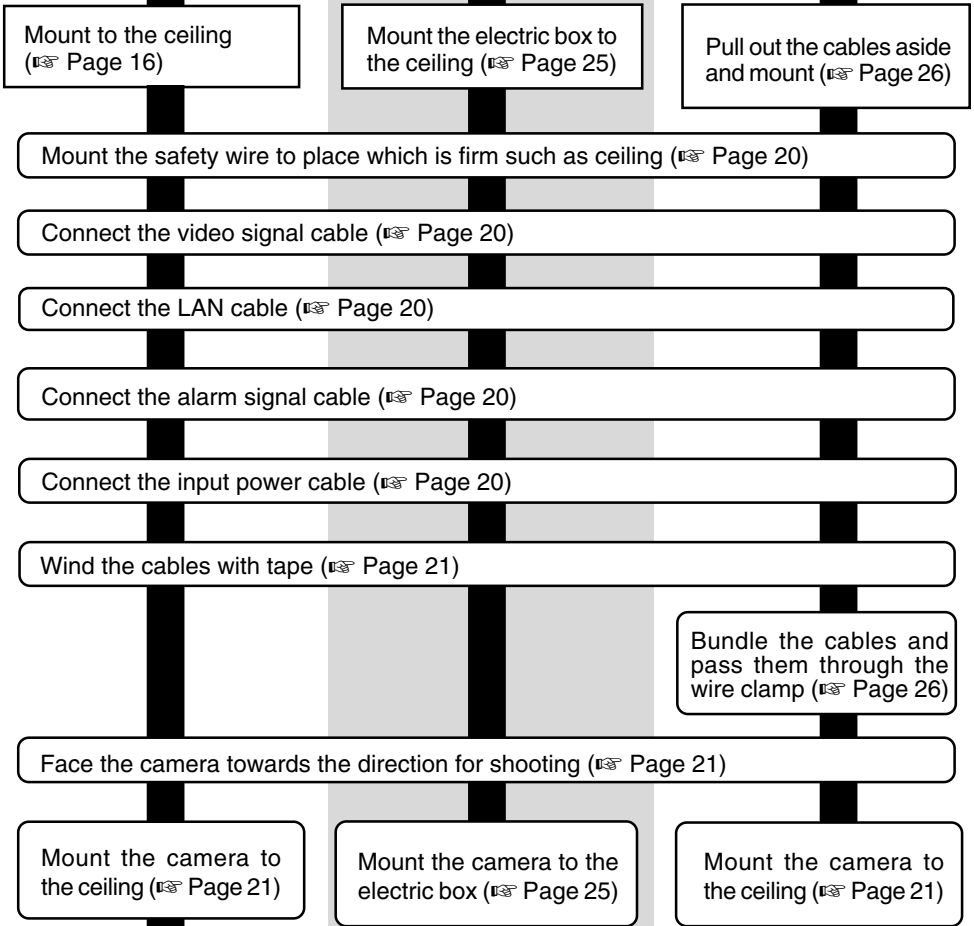 Mount to the ceiling
(☞ Page 16)
Mount the electric box to
the ceiling (☞ Page 25)
Pull out the cables aside
and mount (☞ Page 26)
Mount the safety wire to place which is firm such as ceiling (☞ Page 20)
Connect the video signal cable (☞ Page 20)
Connect the LAN cable (☞ Page 20)
Connect the alarm signal cable (☞ Page 20)
Connect the input power cable (☞ Page 20)
Wind the cables with tape (☞ Page 21)
Bundle the cables and
pass them through the
wire clamp (☞ Page 26)
Face the camera towards the direction for shooting (☞ Page 21)
Mount the camera to
the ceiling (☞ Page 21)
Mount the camera to the
electric box (☞ Page 25)
Mount the camera to
the ceiling (☞ Page 21)